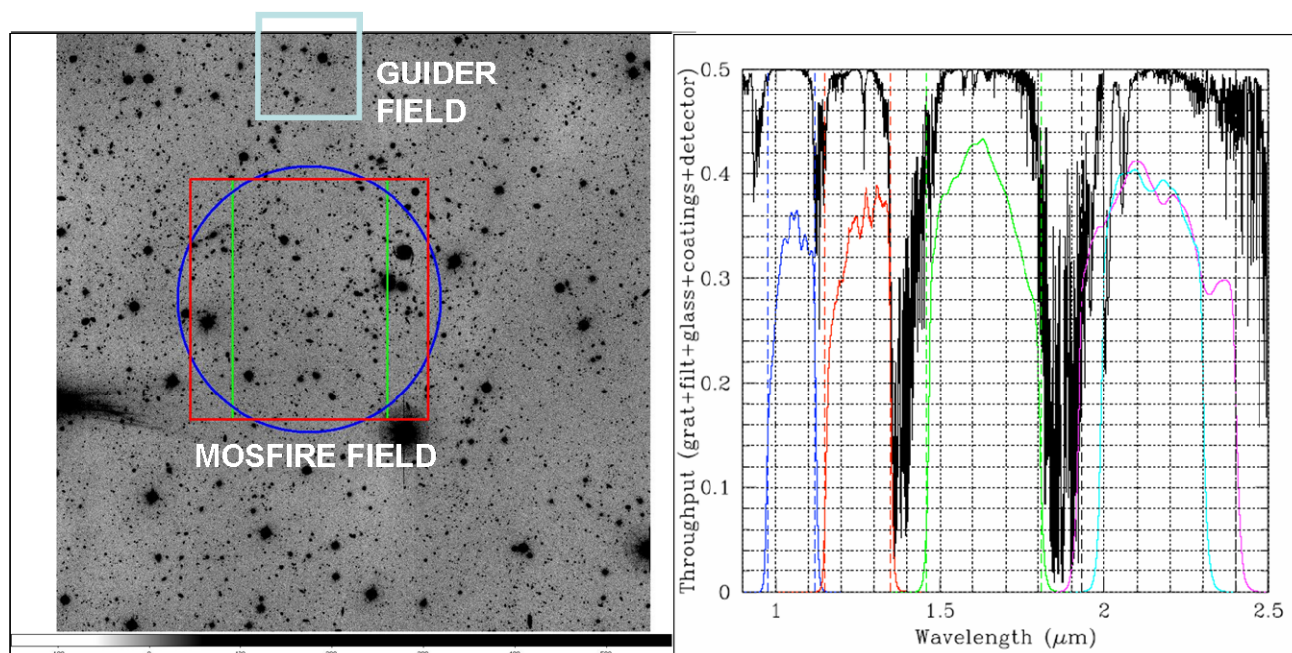 GUIDER
FIELD
MOSFIRE FIELD
0.5
0.4
0.3
0.2
0.1
0
1
1.5
2
2.5
Throughput (grat+filt+glass+coatings+detector)
Wavelength (μm)